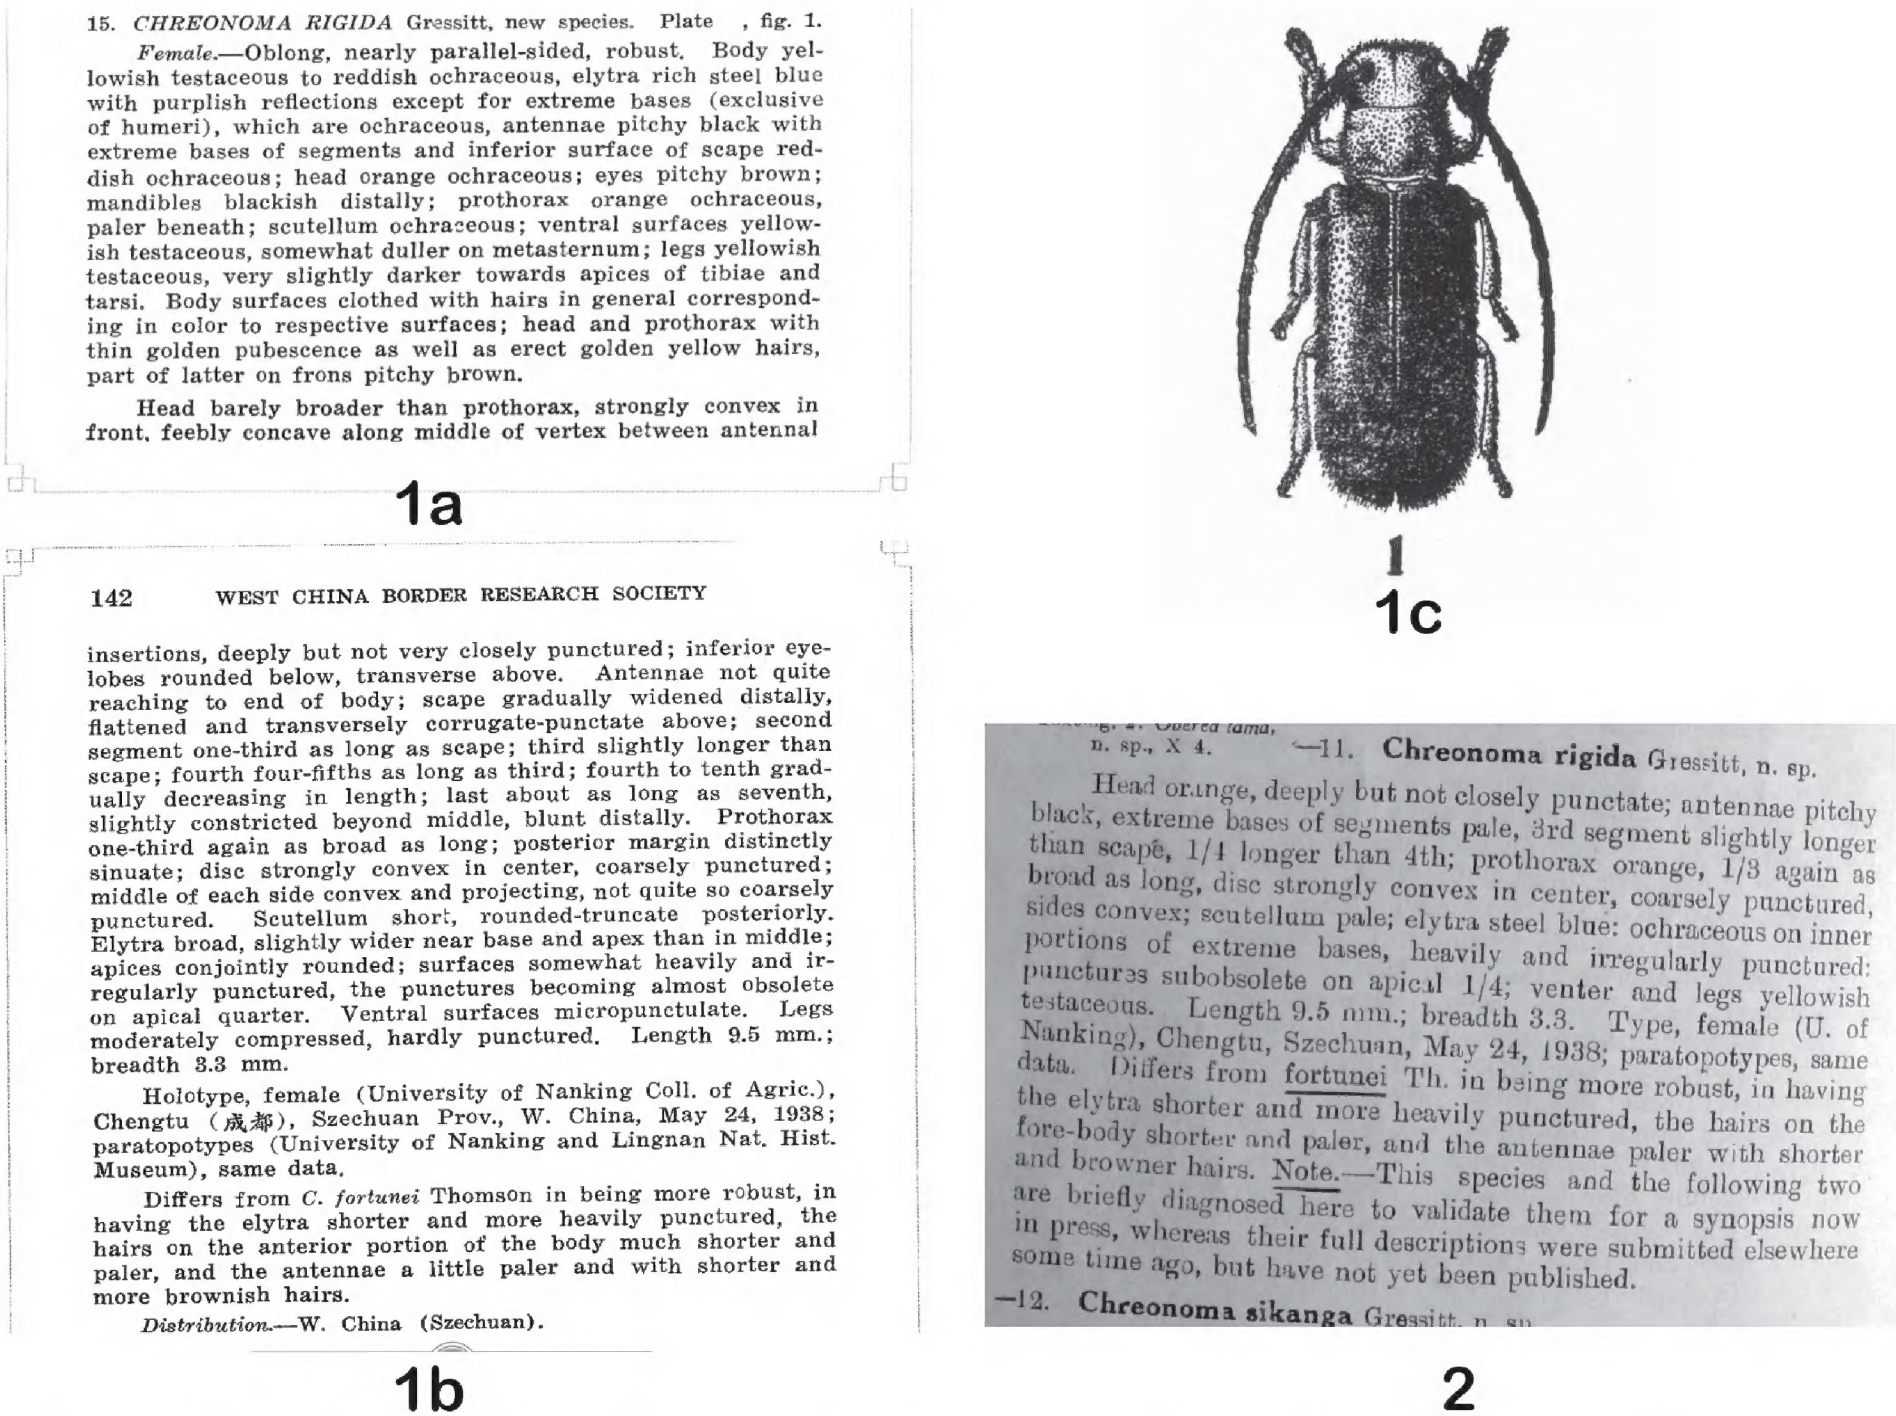 15. CHREONOMA RIGIDA Gressitt, new species. Plate , fig. 1.
Female.—Oblong, nearly parallel-sided, robust. Body yel-
lowish testaceous to reddish ochraceous, elytra rich steel blue
with purplish reflections except for extreme bases (exclusive
of humeri), which are ochraceous, antennae pitchy black with
extreme bases of segments and inferior surface of scape red-
dish ochraceous; head orange ochraceous; eyes pitchy brown;
mandibles blackish distally; prothorax orange ochraceous,
paler beneath; scutellum ochraceous; ventral surfaces yellow-
ish testaceous, somewhat duller on metasternum; legs yellowish
testaceous, very slightly darker towards apices of tibiae and
tarsi. Body surfaces clothed with hairs in general correspond-
ing in color to respective surfaces; head and prothorax with
thin golden pubescence as well as erect golden yellow hairs,
part of latter on frons pitchy brown.
Head barely broader than prothorax, strongly convex in
front, feebly concave along middle of vertex between antennal
1a
142 WEST CHINA BORDER RESEARCH SOCIETY
insertions, deeply but not very closely punctured; inferior eye-
lobes rounded below, transverse above. Antennae not quite
reaching to end of body; scape gradually widened distally,
flattened and transversely corrugate-punctate above; second
segment one-third as long as scape; third slightly longer than
scape; fourth four-fifths as long as third; fourth to tenth grad-
ually decreasing in length; last about as long as seventh,
slightly constricted beyond middle, blunt distally. Prothorax
one-third again as broad as long; posterior margin distinctly
sinuate; disc strongly convex in center, coarsely punctured;
middle of each side convex and projecting, not quite so coarsely
punctured. Scutellum short, rounded-truncate posteriorly.
Elytra broad, slightly wider near base and apex than in middle;
apices conjointly rounded; surfaces somewhat heavily and ir-
regularly punctured, the punctures becoming almost obsolete
on apical quarter. Ventral surfaces micropunctulate. Legs
moderately compressed, hardly punctured. Length 9.5 mm.;
breadth 3.3 mm.
Holotype, female (University of Nanking Coll. of Agric.),
Chengtu (成都), Szechuan Prov., W. China, May 24, 1938;
paratopotypes (University of Nanking and Lingnan Nat. Hist.
Museum), same data.
Differs from C. fortunei Thomson in being more robust, in
having the elytra shorter and more heavily punctured, the
hairs on the anterior portion of the body much shorter and
paler, and the antennae a little paler and with shorter and
more brownish hairs.
Distribution.—W. China (Szechuan).
1b
1
1c
Oberea lama,
n. sp., X 4. —11. Chreonoma rigida Gressitt, n. sp.
Head orange, deeply but not closely punctate; antennae pitchy
black, extreme bases of segments pale, 3rd segment slightly longer
than scape, 1/4 longer than 4th; prothorax orange, 1/3 again as
broad as long, disc strongly convex in center, coarsely punctured,
sides convex; scutellum pale; elytra steel blue: ochraceous on inner
portions of extreme bases, heavily and irregularly punctured:
punctures subobsolete on apical 1/4; venter and legs yellowish
testaceous. Length 9.5 mm.; breadth 3.3. Type, female (U. of
Nanking), Chengtu, Szechuan, May 24, 1938; paratopotypes, same
data. Differs from fortunei Th. in being more robust, in having
the elytra shorter and more heavily punctured, the hairs on the
fore-body shorter and paler, and the antennae paler with shorter
and browner hairs. Note.—This species and the following two
are briefly diagnosed here to validate them for a synopsis now
in press, whereas their full descriptions were submitted elsewhere
some time ago, but have not yet been published.
—12. Chreonoma sikanga Gressitt, n. sp
2